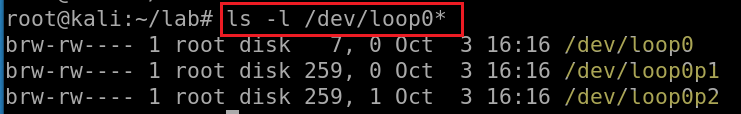 root@kali:~/lab# ls -l /dev/loop0*
brw-rw---- 1 root disk   7, 0 Oct  3 16:16 /dev/loop0
brw-rw---- 1 root disk 259, 0 Oct  3 16:16 /dev/loop0p1
brw-rw---- 1 root disk 259, 1 Oct  3 16:16 /dev/loop0p2